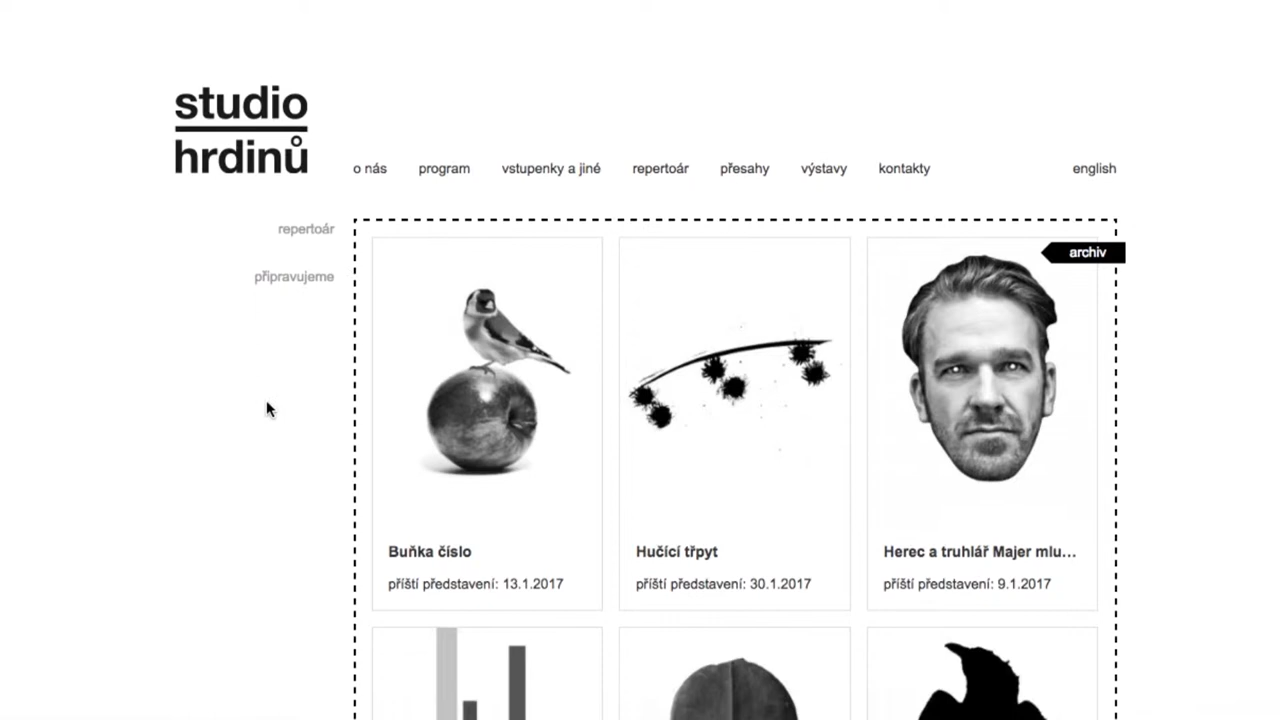 studio
hrdinů
o nás program vstupenky a jiné repertoár přesahy výstavy kontakty english
repertoár
připravujeme
archiv
Buňka číslo
příští představení: 13.1.2017
Hučící třpyt
příští představení: 30.1.2017
Herec a truhlář Majer mlu...
příští představení: 9.1.2017